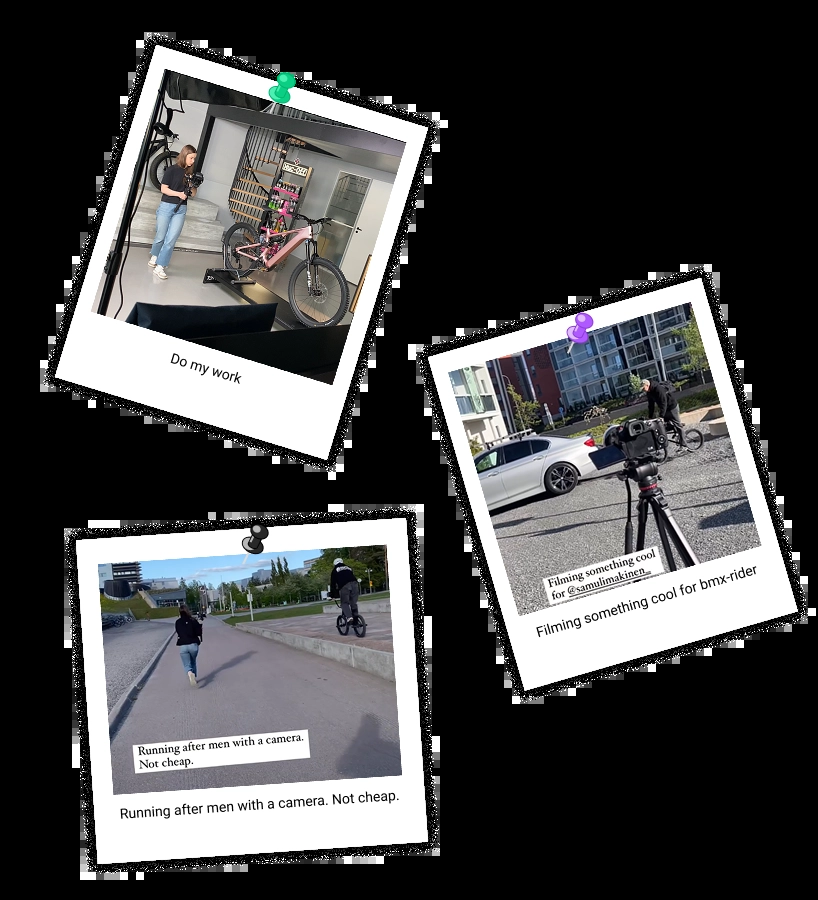 Do my work
Filming something cool
for @samulimakinen_
Filming something cool for bmx-rider
Running after men with a camera.
Not cheap.
Running after men with a camera. Not cheap.